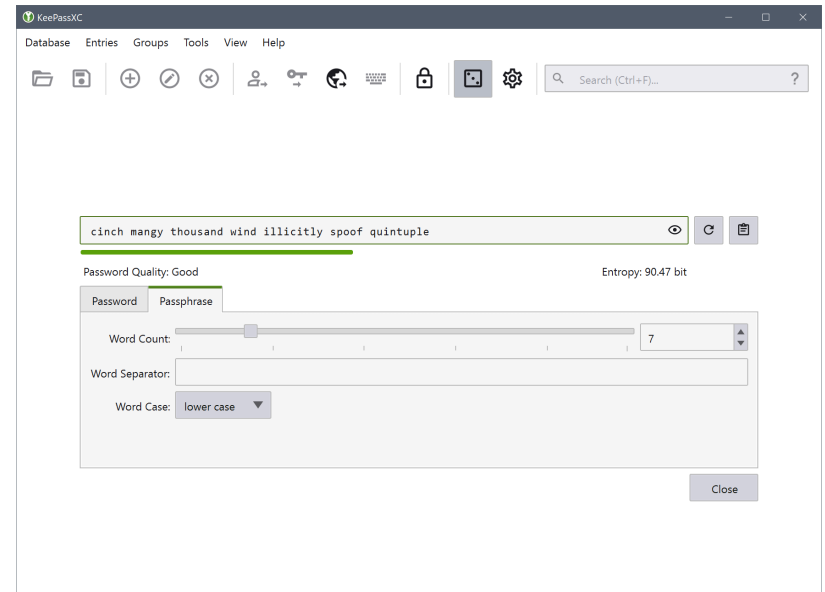 KeePassXC
Database Entries Groups Tools View Help
Search (Ctrl+F)... ?
cinch mangy thousand wind illicitly spoof quintuple
Password Quality: Good Entropy: 90.47 bit
Password Passphrase
Word Count: 7
Word Separator:
Word Case: lower case
Close